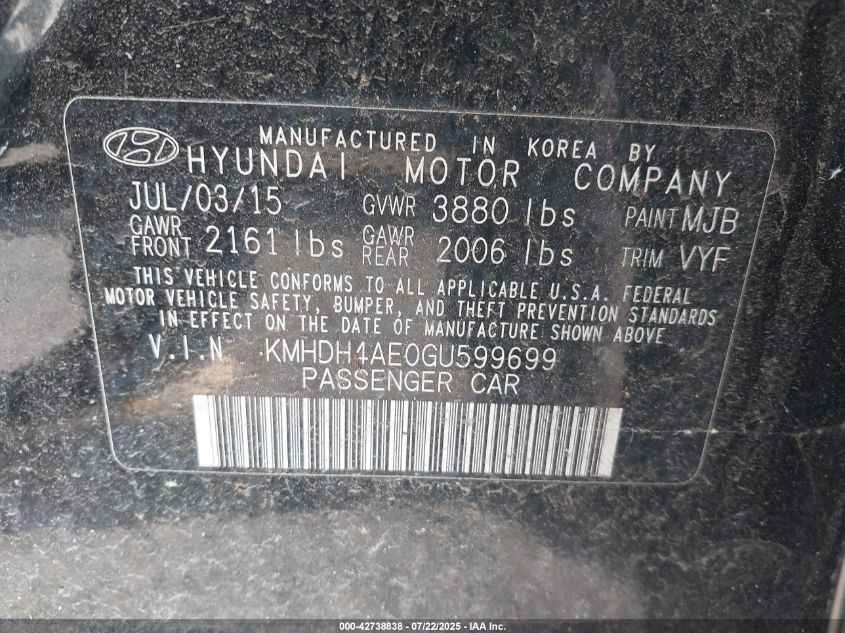 MANUFACTURED IN KOREA BY
HYUNDAI MOTOR COMPANY
JUL/03/15 GVWR 3880 lbs PAINT MJB
GAWR FRONT 2161 lbs GAWR REAR 2006 lbs TRIM VYF
THIS VEHICLE CONFORMS TO ALL APPLICABLE U.S.A. FEDERAL
MOTOR VEHICLE SAFETY, BUMPER, AND THEFT PREVENTION STANDARDS
IN EFFECT ON THE DATE OF MANUFACTURE SHOWN ABOVE
V.I.N KMHDH4AE0GU599699
PASSENGER CAR
000-42738838 - 07/22/2025 - IAA Inc.